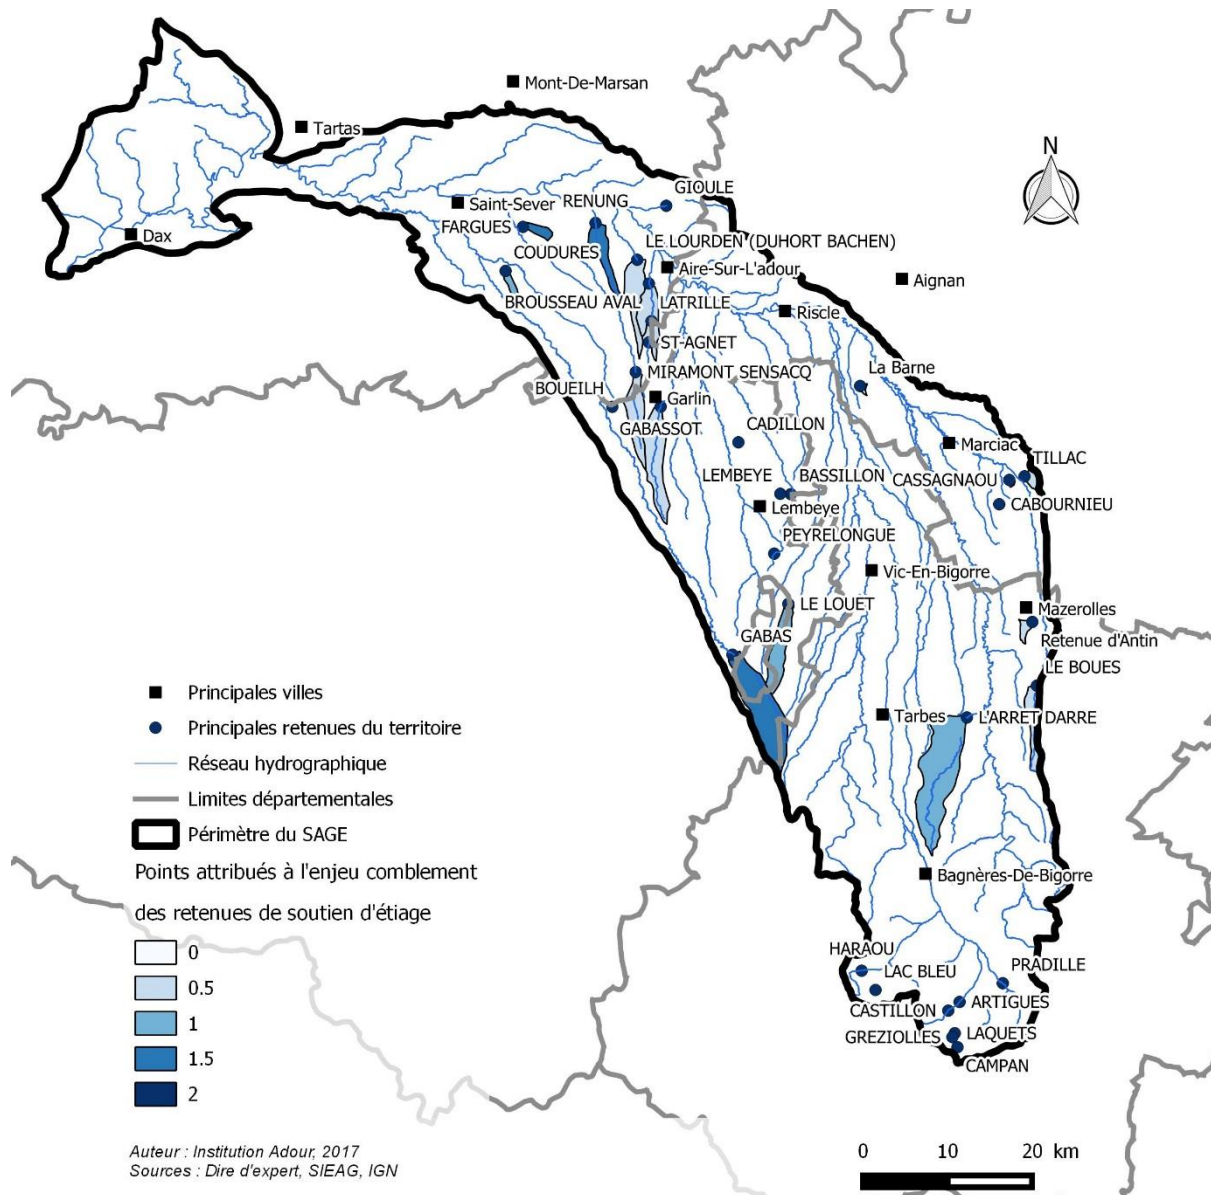 Mont-De-Marsan
Tartas
N
GIOULE
Saint-Sever
RENUNG
FARGUES
Dax
COUDURES
LE LOURDEN (DUHORT BACHEN)
Aire-Sur-L'adour
Aignan
BROUSSEAU AVAL
LATRILLE
Riscle
ST-AGNET
La Barne
BOUEILH
MIRAMONT SENSACQ
Garlin
GABASSOT
CADILLON
Marciac
TILLAC
LEMBEYE
BASSILLON
CASSAGNAOU
Lembeye
CABOURNIEU
PEYRELONGUE
Vic-En-Bigorre
LE LOUET
Mazerolles
GABAS
Retenue d'Antin
LE BOUES
Tarbes
L'ARRET DARRE
Bagnères-De-Bigorre
HARAOU
LAC BLEU
PRADILLE
CASTILLON
ARTIGUES
GREZIOLLES
LAQUETS
CAMPAN
Principales villes
Principales retenues du territoire
Réseau hydrographique
Limites départementales
Périmètre du SAGE
Points attribués à l'enjeu comblement
des retenues de soutien d'étiage
0
0.5
1
1.5
2
Auteur : Institution Adour, 2017
Sources : Dire d'expert, SIEAG, IGN
0 10 20 km